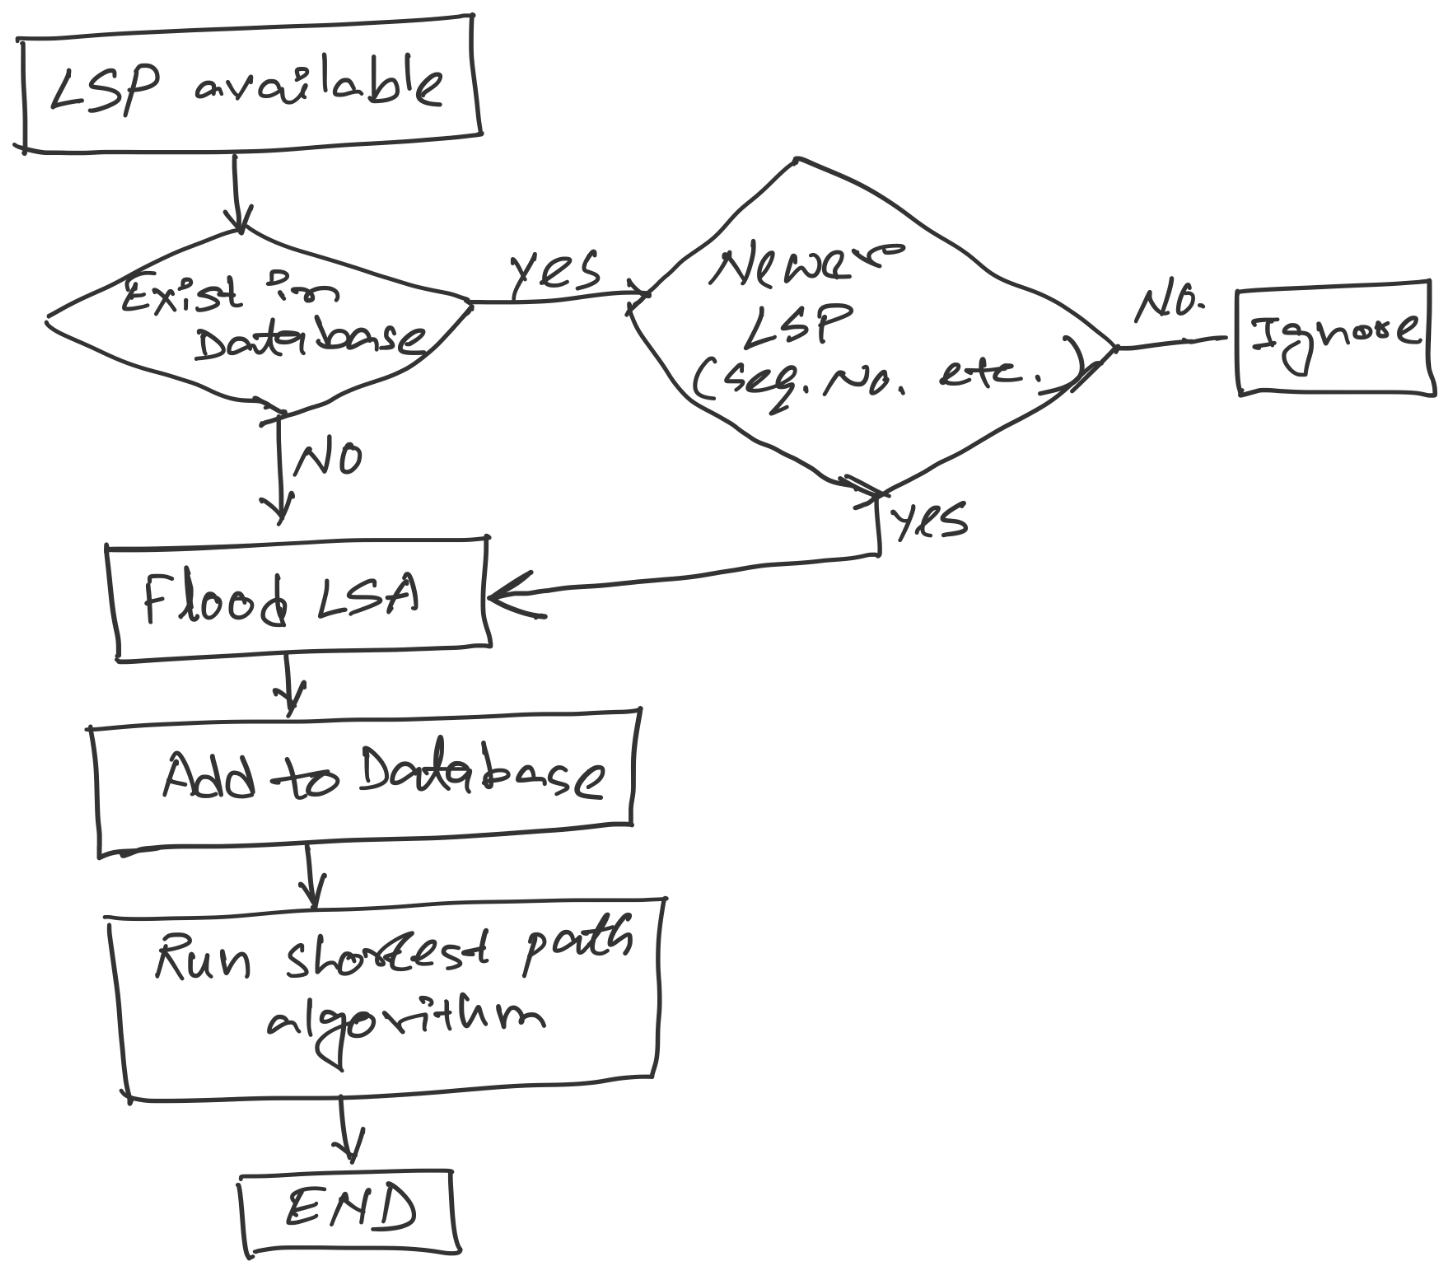 LSP available
Exist in
Database
yes
Newer
LSP
(seq. No. etc.)
No.
Ignore
NO
yes
Flood LSA
Add to Database
Run shortest path
algorithm
END